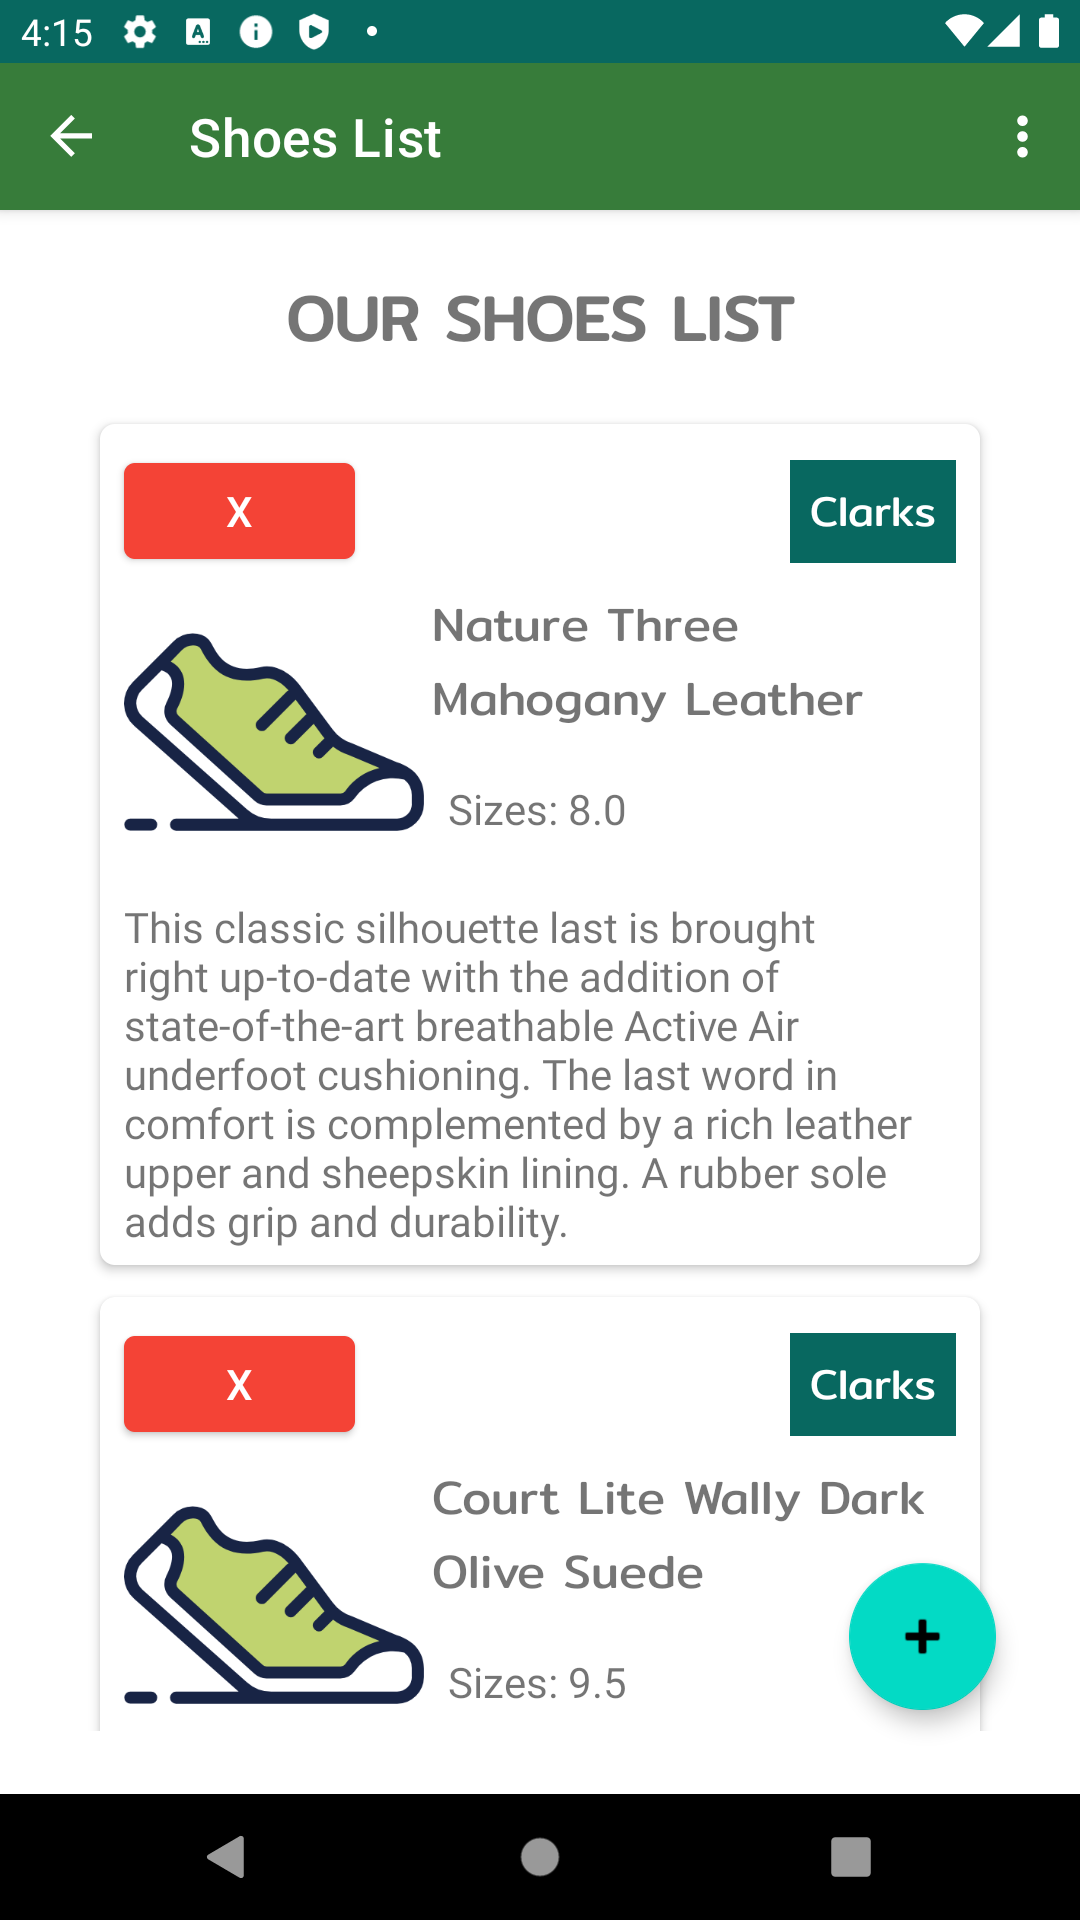 4:15
Shoes List
OUR SHOES LIST
X
Clarks
Nature Three
Mahogany Leather
Sizes: 8.0
This classic silhouette last is brought
right up-to-date with the addition of
state-of-the-art breathable Active Air
underfoot cushioning. The last word in
comfort is complemented by a rich leather
upper and sheepskin lining. A rubber sole
adds grip and durability.
X
Clarks
Court Lite Wally Dark
Olive Suede
Sizes: 9.5